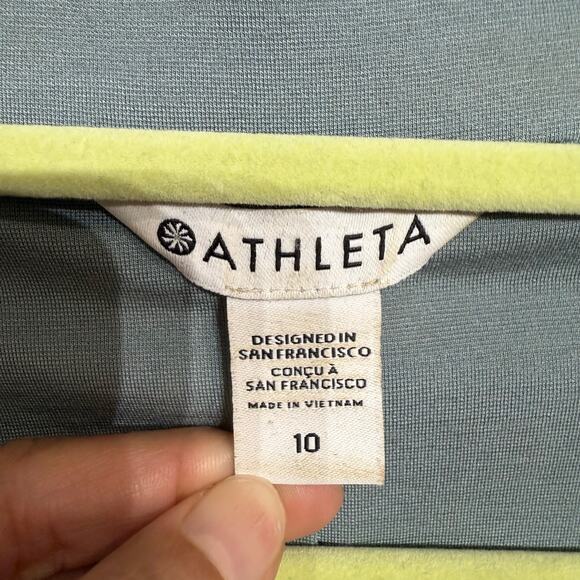 ATHLETA
DESIGNED IN
SAN FRANCISCO
CONÇU À
SAN FRANCISCO
MADE IN VIETNAM
10